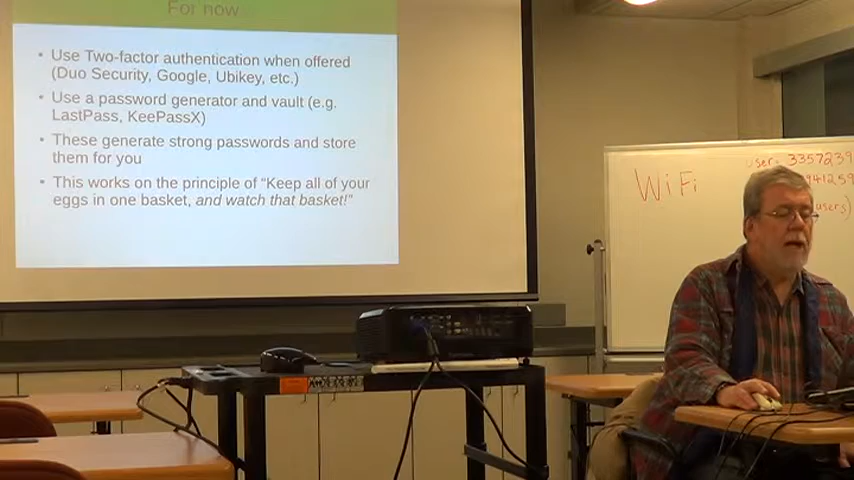 For now
• Use Two-factor authentication when offered
(Duo Security, Google, Ubikey, etc.)
• Use a password generator and vault (e.g.
LastPass, KeePassX)
• These generate strong passwords and store
them for you
• This works on the principle of “Keep all of your
eggs in one basket, and watch that basket!”
WiFi
user: 3357239
941259
users)